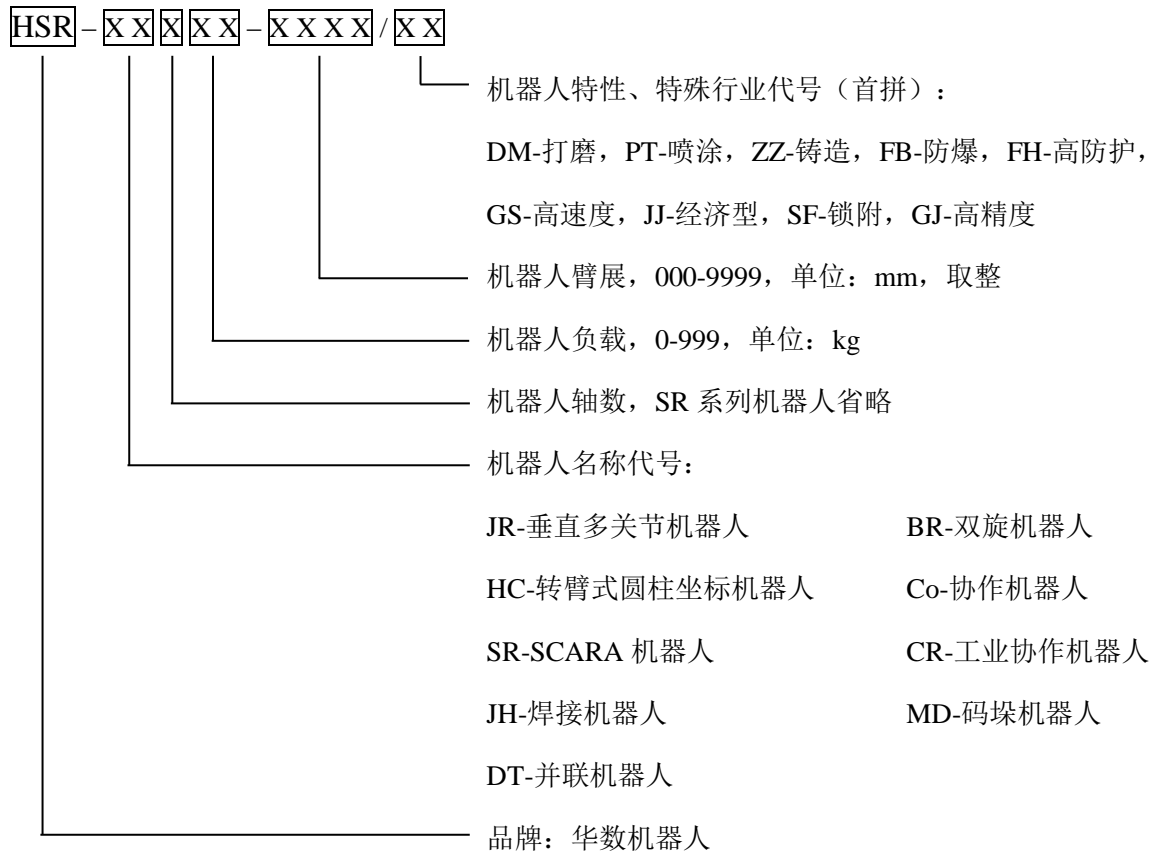 HSR – X X X X X – X X X X / X X
机器人特性、特殊行业代号（首拼）：
DM-打磨，PT-喷涂，ZZ-铸造，FB-防爆，FH-高防护，
GS-高速度，JJ-经济型，SF-锁附，GJ-高精度
机器人臂展，000-9999，单位：mm，取整
机器人负载，0-999，单位：kg
机器人轴数，SR 系列机器人省略
机器人名称代号：
JR-垂直多关节机器人 BR-双旋机器人
HC-转臂式圆柱坐标机器人 Co-协作机器人
SR-SCARA 机器人 CR-工业协作机器人
JH-焊接机器人 MD-码垛机器人
DT-并联机器人
品牌：华数机器人